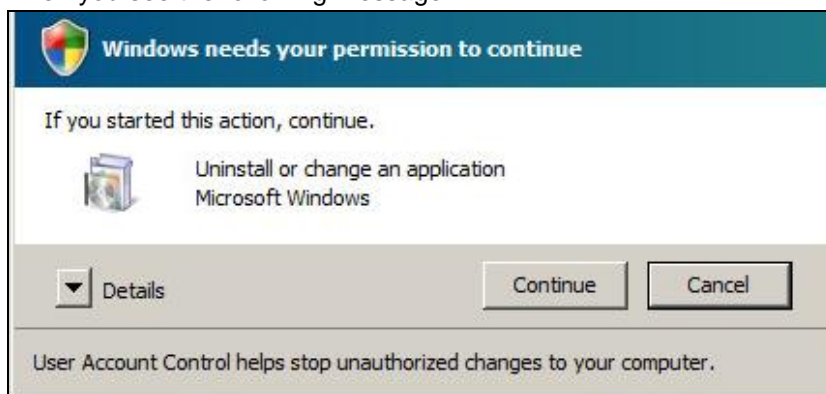 Windows needs your permission to continue
If you started this action, continue.
Uninstall or change an application
Microsoft Windows
Details
Continue
Cancel
User Account Control helps stop unauthorized changes to your computer.